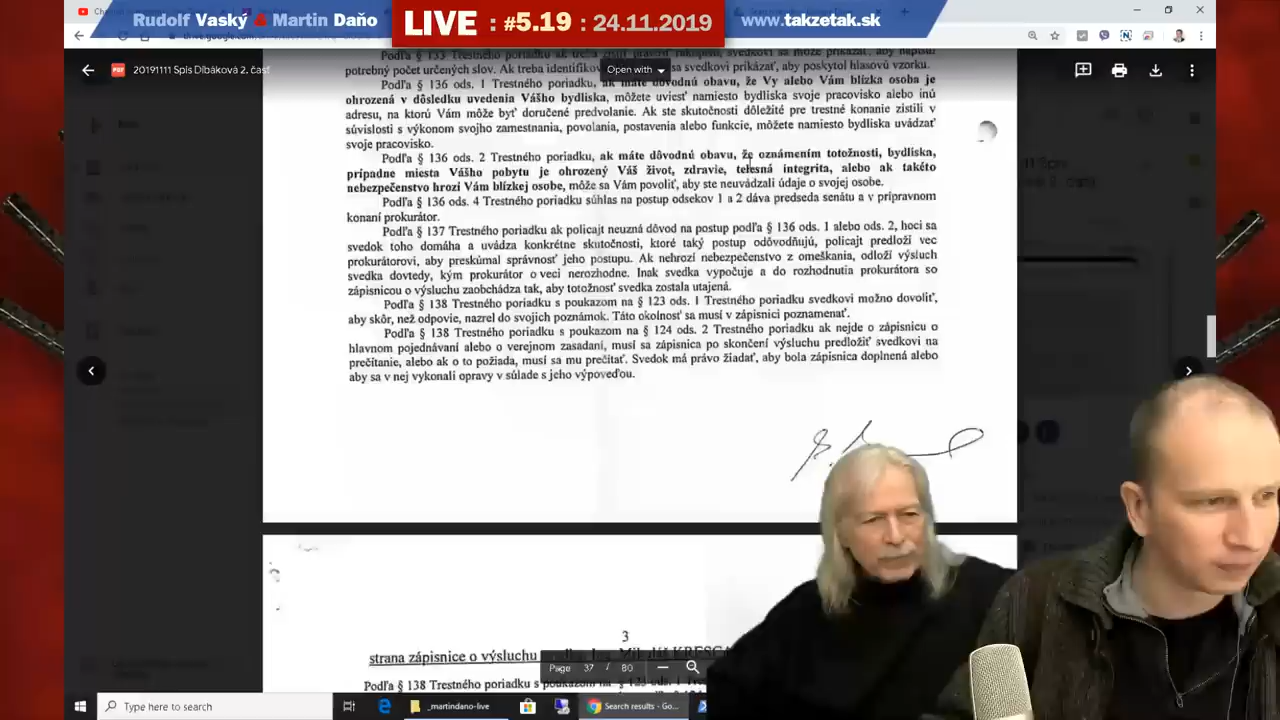 Rudolf Vaský & Martin Daňo
LIVE : #5.19 : 24.11.2019
www.takzetak.sk
20191111 Spis Dibáková 2. časť
Open with
potrebný počet určených slov. Ak treba svedkovi prikázať, aby poskytol hlasovú vzorku.
Podľa § 136 ods. 1 Trestného poriadku, ak máte dôvodnú obavu, že Vy alebo Vám blízka osoba je
ohrozená v dôsledku uvedenia Vášho bydliska, môžete uviesť namiesto bydliska svoje pracovisko alebo inú
adresu, na ktorú Vám môže byť doručené predvolanie. Ak ste skutočnosti dôležité pre trestné konanie zistili v
súvislosti s výkonom svojho zamestnania, povolania, postavenia alebo funkcie, môžete namiesto bydliska uvádzať
svoje pracovisko.
Podľa § 136 ods. 2 Trestného poriadku, ak máte dôvodnú obavu, že oznámením totožnosti, bydliska,
prípadne miesta Vášho pobytu je ohrozený Váš život, zdravie, telesná integrita, alebo ak takéto
nebezpečenstvo hrozí Vám blízkej osobe, môže sa Vám povoliť, aby ste neuvádzali údaje o svojej osobe.
Podľa § 136 ods. 4 Trestného poriadku súhlas na postup odsekov 1 a 2 dáva predseda senátu a v prípravnom
konaní prokurátor.
Podľa § 137 Trestného poriadku ak policajt neuzná dôvod na postup podľa § 136 ods. 1 alebo ods. 2, hoci sa
svedok toho domáha a uvádza konkrétne skutočnosti, ktoré taký postup odôvodňujú, policajt predloží vec
prokurátorovi, aby preskúmal správnosť jeho postupu. Ak nehrozí nebezpečenstvo z omeškania, odloží výsluch
svedka dovtedy, kým prokurátor o veci nerozhodne. Inak svedka vypočuje a do rozhodnutia prokurátora so
zápisnicou o výsluchu zaobchádza tak, aby totožnosť svedka zostala utajená.
Podľa § 138 Trestného poriadku s poukazom na § 123 ods. 1 Trestného poriadku svedkovi možno dovoliť,
aby skôr, než odpovie, nazrel do svojich poznámok. Táto okolnosť sa musí v zápisnici poznamenať.
Podľa § 138 Trestného poriadku s poukazom na § 124 ods. 2 Trestného poriadku ak nejde o zápisnicu o
hlavnom pojednávaní alebo o verejnom zasadaní, musí sa zápisnica po skončení výsluchu predložiť svedkovi na
prečítanie, alebo ak o to požiada, musí sa mu prečítať. Svedok má právo žiadať, aby bola zápisnica doplnená alebo
aby sa v nej vykonali opravy v súlade s jeho výpoveďou.
3
strana zápisnice o výsluchu
Page 37 / 80
Podľa § 138 Trestného poriadku s
Type here to search
_martindano-live
Search results - Go...